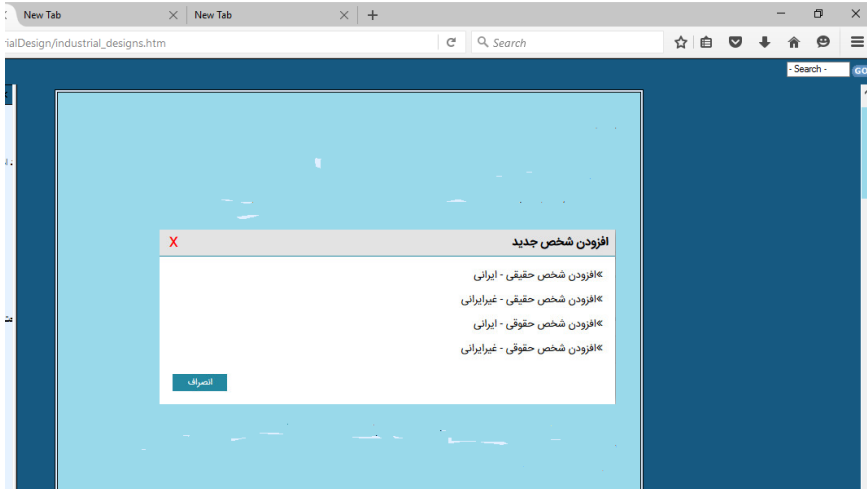 New Tab
New Tab
ialDesign/industrial_designs.htm
Search
- Search -
GO
افزودن شخص جدید
X
»افزودن شخص حقیقی - ایرانی
»افزودن شخص حقیقی - غیرایرانی
»افزودن شخص حقوقی - ایرانی
»افزودن شخص حقوقی - غیرایرانی
انصراف